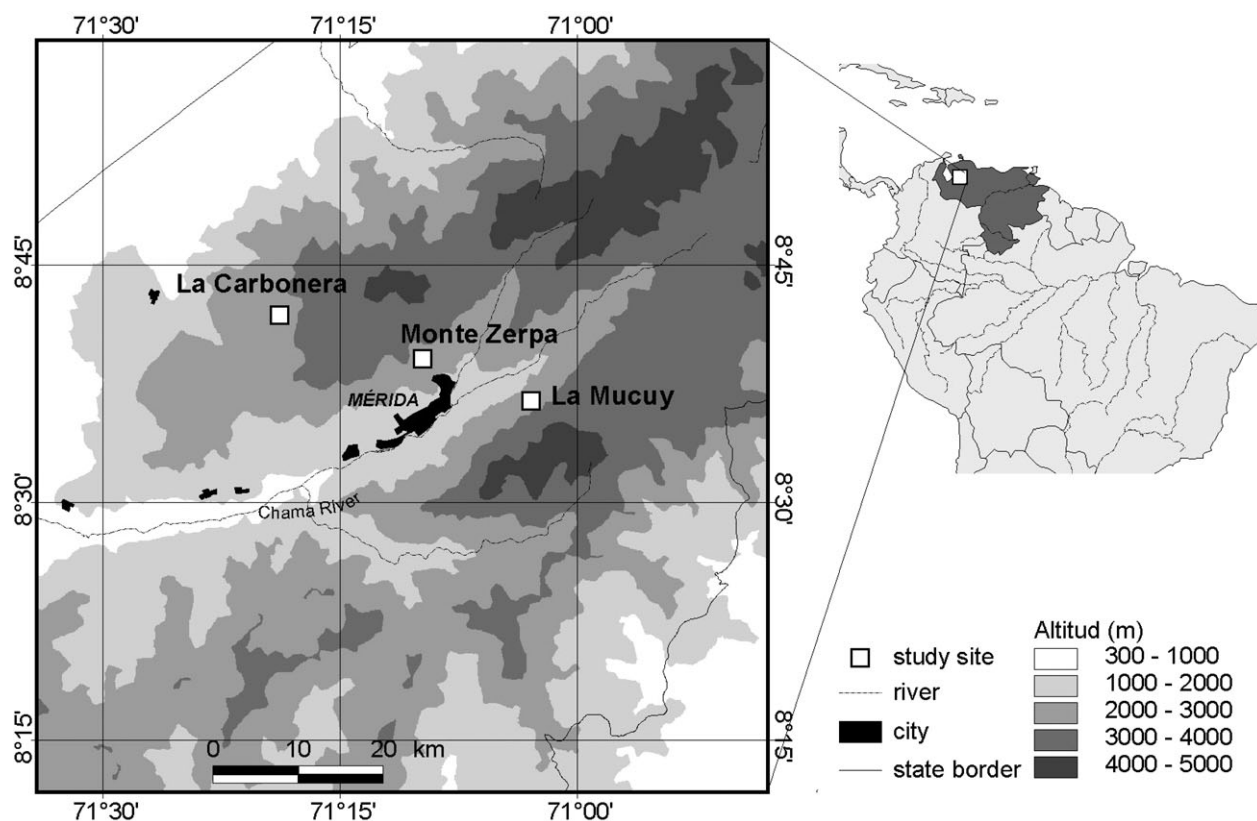 71°30' 71°15' 71°00'
8°45'
8°45'
La Carbonera
Monte Zerpa
MÉRIDA
La Mucuy
8°30'
8°30'
Chama River
8°15'
8°15'
0 10 20 km
71°30' 71°15' 71°00'
study site
river
city
state border
Altitud (m)
300 - 1000
1000 - 2000
2000 - 3000
3000 - 4000
4000 - 5000